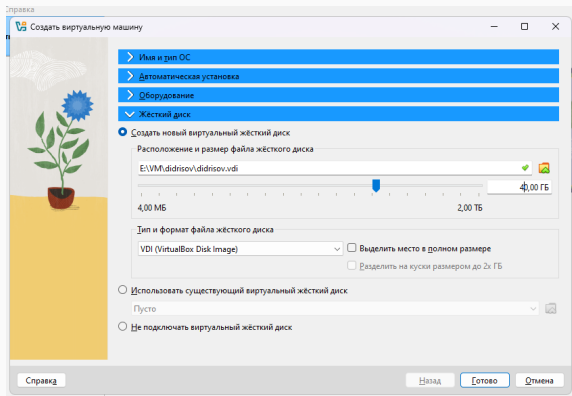 Справка
Создать виртуальную машину
Имя и тип ОС
Автоматическая установка
Оборудование
Жёсткий диск
Создать новый виртуальный жёсткий диск
Расположение и размер файла жёсткого диска
E:\VM\didrisov\didrisov.vdi
40,00 ГБ
4,00 МБ 2,00 ТБ
Тип и формат файла жёсткого диска
VDI (VirtualBox Disk Image) Выделить место в полном размере
Разделить на куски размером до 2х ГБ
Использовать существующий виртуальный жёсткий диск
Пусто
Не подключать виртуальный жёсткий диск
Справка Назад Готово Отмена